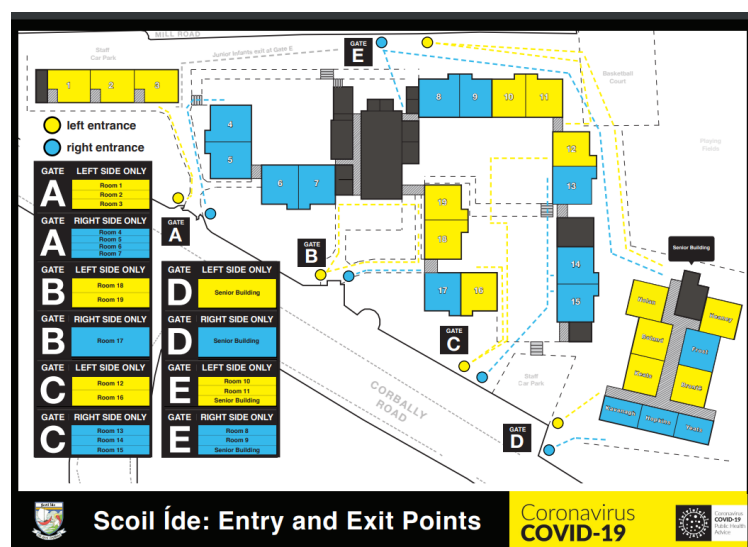 MILL ROAD
Staff
Car Park
Junior Infants exit at Gate E
GATE
E
Basketball
Court
Playing
Fields
1
2
3
4
5
6
7
8
9
10
11
12
13
14
15
19
18
17
16
left entrance
right entrance
GATE LEFT SIDE ONLY
A
Room 1
Room 2
Room 3
GATE RIGHT SIDE ONLY
A
Room 4
Room 5
Room 6
Room 7
GATE LEFT SIDE ONLY
B
Room 18
Room 19
GATE RIGHT SIDE ONLY
B
Room 17
GATE LEFT SIDE ONLY
C
Room 12
Room 16
GATE RIGHT SIDE ONLY
C
Room 13
Room 14
Room 15
GATE LEFT SIDE ONLY
D
Senior Building
GATE RIGHT SIDE ONLY
D
Senior Building
GATE LEFT SIDE ONLY
E
Room 10
Room 11
Senior Building
GATE RIGHT SIDE ONLY
E
Room 8
Room 9
Senior Building
GATE
A
GATE
B
GATE
C
GATE
D
CORBALLY
ROAD
Staff
Car Park
Senior Building
Heaney
Frost
Kavanagh
Hopkins
Yeats
Scoil Íde: Entry and Exit Points
Coronavirus
COVID-19
Coronavirus
COVID-19
Public Health
Advice